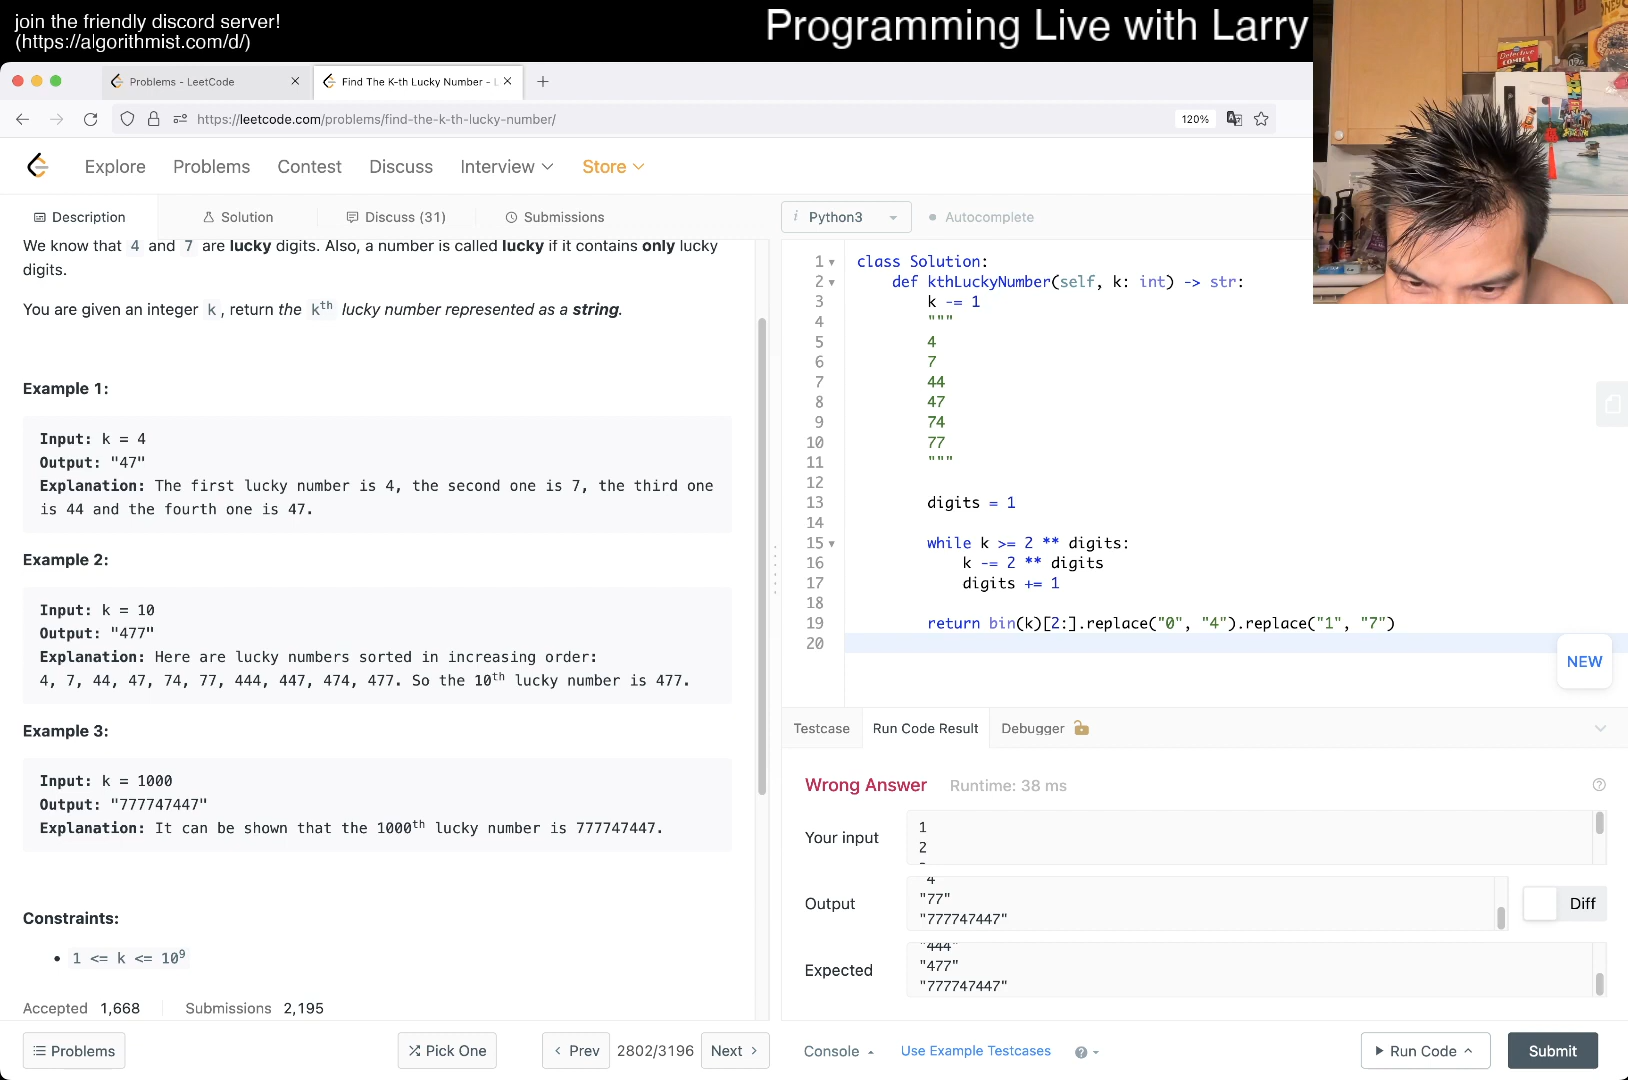 join the friendly discord server!
(https://algorithmist.com/d/)
Programming Live with Larry
Problems - LeetCode
Find The K-th Lucky Number - L
https://leetcode.com/problems/find-the-k-th-lucky-number/
120%
Explore
Problems
Contest
Discuss
Interview
Store
Description
Solution
Discuss (31)
Submissions
i Python3
Autocomplete
We know that 4 and 7 are lucky digits. Also, a number is called lucky if it contains only lucky
digits.
You are given an integer k, return the kth lucky number represented as a string.
Example 1:
Input: k = 4
Output: "47"
Explanation: The first lucky number is 4, the second one is 7, the third one
is 44 and the fourth one is 47.
Example 2:
Input: k = 10
Output: "477"
Explanation: Here are lucky numbers sorted in increasing order:
4, 7, 44, 47, 74, 77, 444, 447, 474, 477. So the 10th lucky number is 477.
Example 3:
Input: k = 1000
Output: "777747447"
Explanation: It can be shown that the 1000th lucky number is 777747447.
Constraints:
• 1 <= k <= 10^9
Accepted 1,668
Submissions 2,195
1 class Solution:
2 def kthLuckyNumber(self, k: int) -> str:
3 k -= 1
4 """
5 4
6 7
7 44
8 47
9 74
10 77
11 """
12
13 digits = 1
14
15 while k >= 2 ** digits:
16 k -= 2 ** digits
17 digits += 1
18
19 return bin(k)[2:].replace("0", "4").replace("1", "7")
20
NEW
Testcase
Run Code Result
Debugger
Wrong Answer
Runtime: 38 ms
Your input
1
2
Output
4
"77"
"777747447"
Diff
Expected
"444"
"477"
"777747447"
Problems
Pick One
Prev
2802/3196
Next
Console
Use Example Testcases
Run Code
Submit